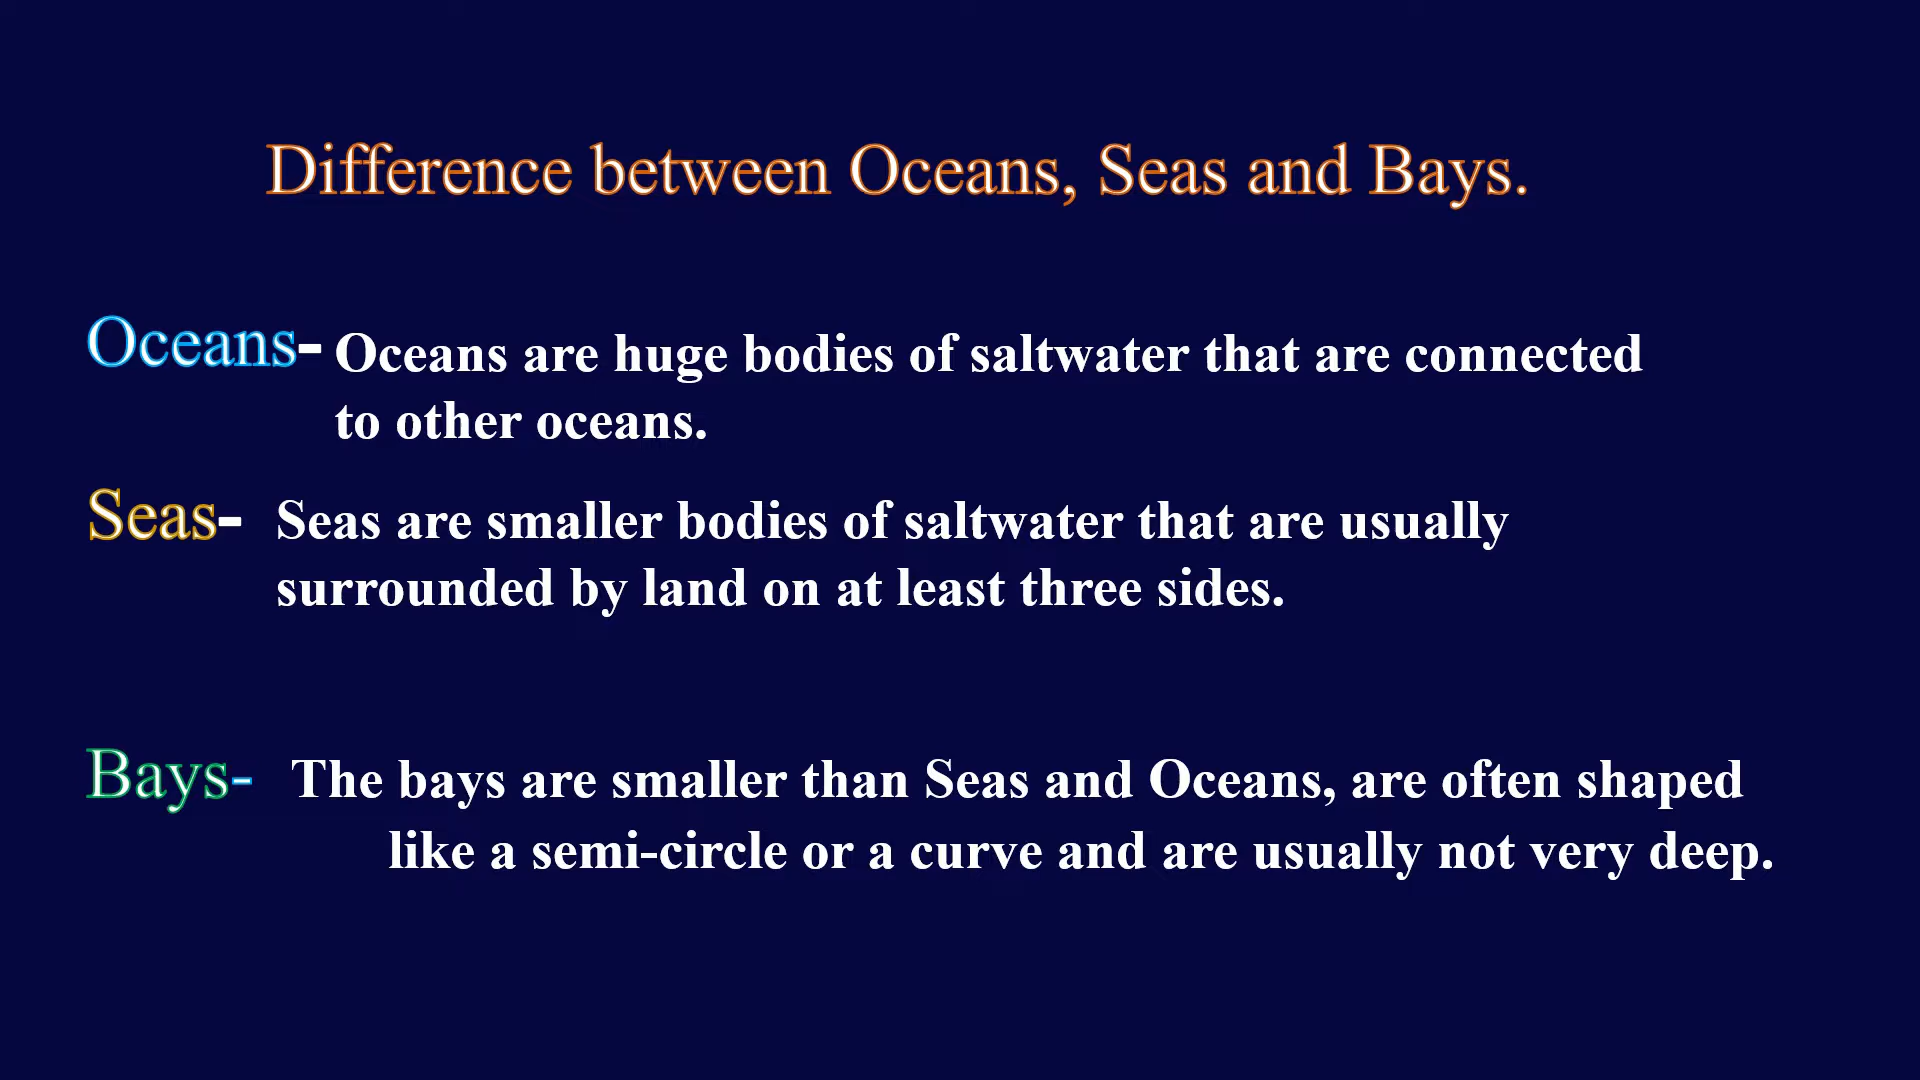 Difference between Oceans, Seas and Bays.
Oceans- Oceans are huge bodies of saltwater that are connected
to other oceans.
Seas- Seas are smaller bodies of saltwater that are usually
surrounded by land on at least three sides.
Bays- The bays are smaller than Seas and Oceans, are often shaped
like a semi-circle or a curve and are usually not very deep.